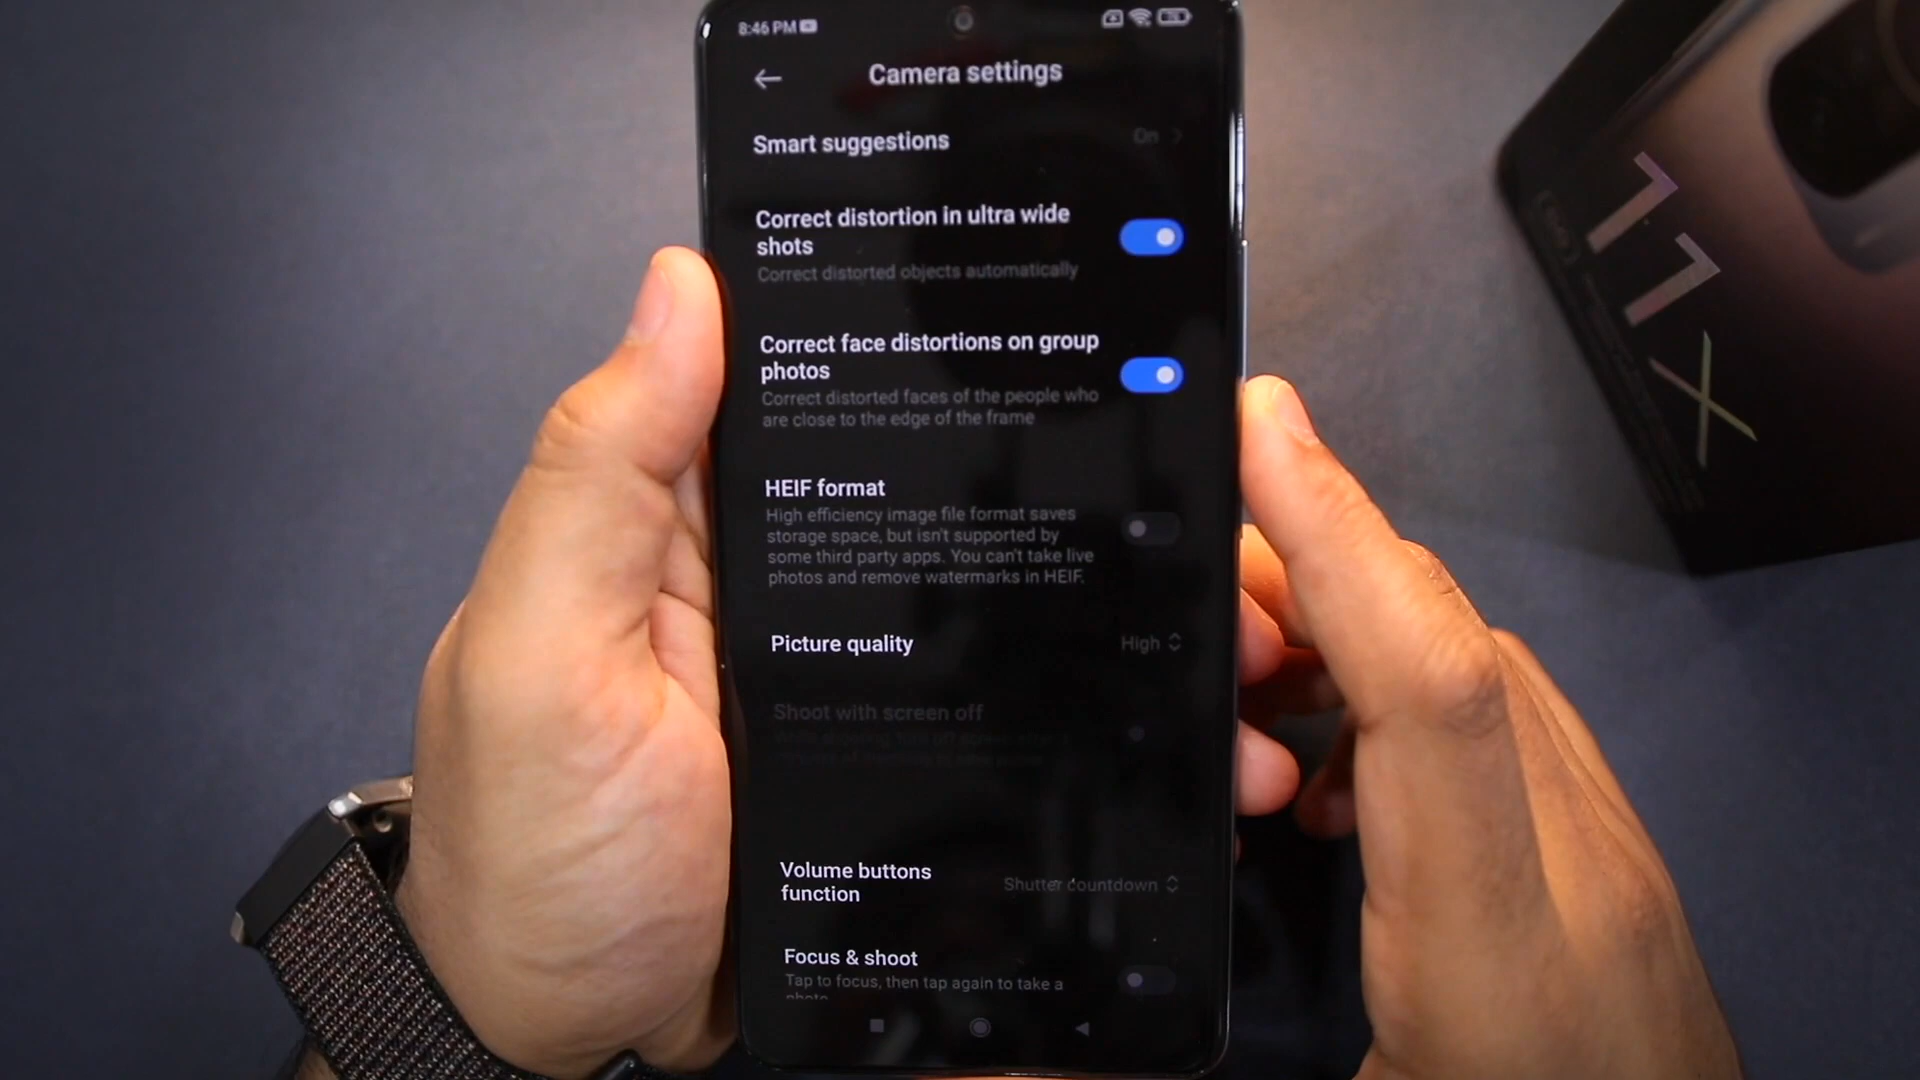 8:46 PM
Camera settings
Smart suggestions
On
Correct distortion in ultra wide
shots
Correct distorted objects automatically
Correct face distortions on group
photos
Correct distorted faces of the people who
are close to the edge of the frame
HEIF format
High efficiency image file format saves
storage space, but isn't supported by
some third party apps. You can't take live
photos and remove watermarks in HEIF.
Picture quality
High
Shoot with screen off
Volume buttons
function
Shutter countdown
Focus & shoot
Tap to focus, then tap again to take a
photo
11X